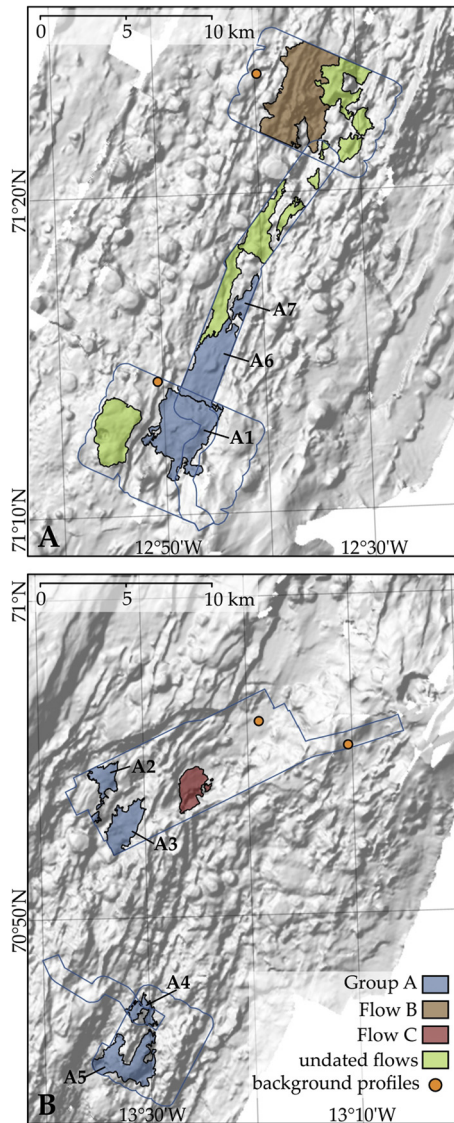 0 5 10 km
71°20'N
A7
A6
A1
71°10'N
A
12°50'W 12°30'W
0 5 10 km
71°N
A2
A3
70°50'N
A4
A5
Group A
Flow B
Flow C
undated flows
background profiles
B
13°30'W 13°10'W